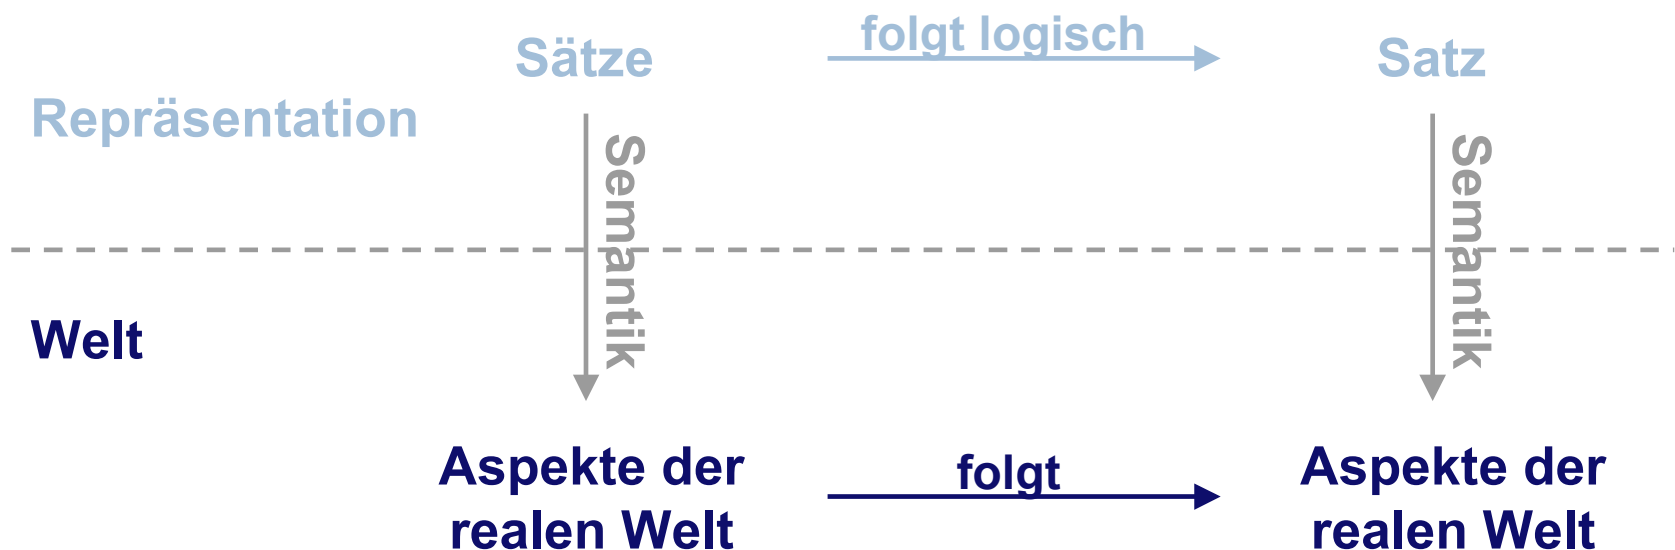 folgt logisch
Sätze
Satz
Repräsentation
Semantik
Semantik
Welt
Aspekte der
realen Welt
folgt
Aspekte der
realen Welt